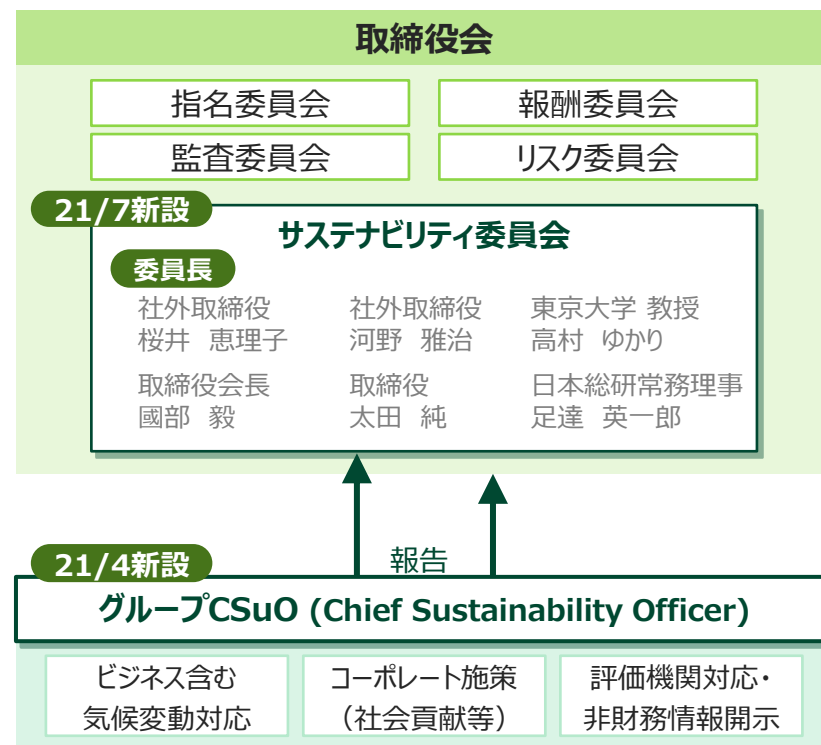 取締役会
指名委員会
報酬委員会
監査委員会
リスク委員会
21/7新設
サステナビリティ委員会
委員長
社外取締役
桜井 恵理子
社外取締役
河野 雅治
東京大学 教授
高村 ゆかり
取締役会長
國部 毅
取締役
太田 純
日本総研常務理事
足達 英一郎
報告
21/4新設
グループCSuO (Chief Sustainability Officer)
ビジネス含む
気候変動対応
コーポレート施策
（社会貢献等）
評価機関対応・
非財務情報開示